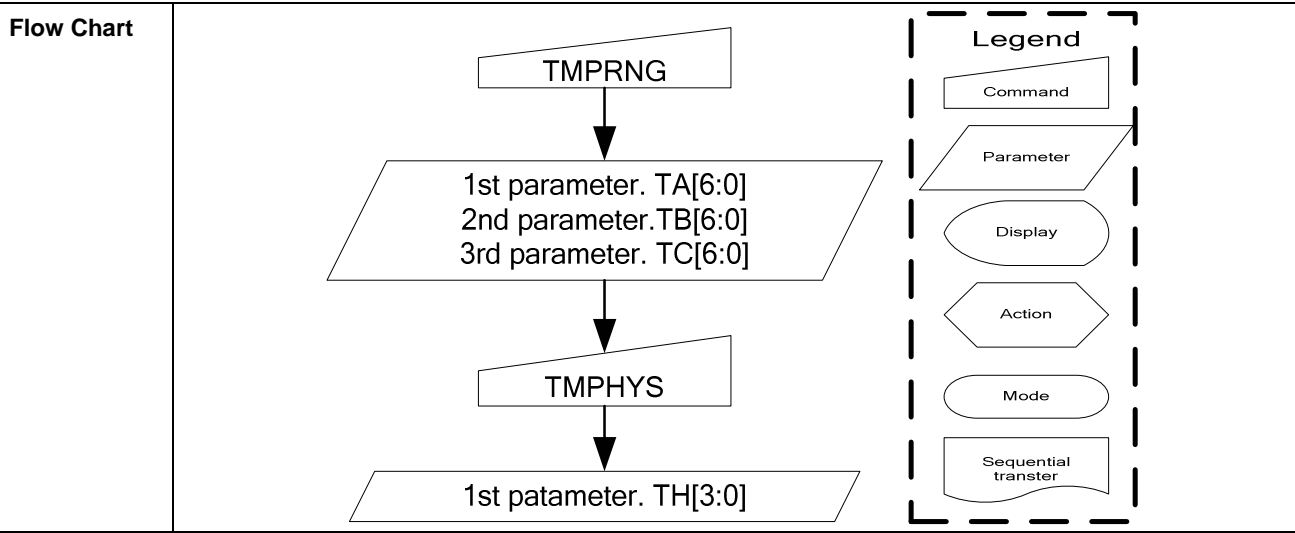 Flow Chart
TMPRNG
1st parameter. TA[6:0]
2nd parameter.TB[6:0]
3rd parameter. TC[6:0]
TMPHYS
1st patameter. TH[3:0]
Legend
Command
Parameter
Display
Action
Mode
Sequential
transter